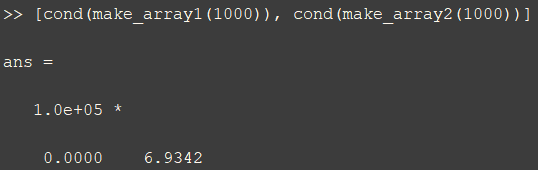 >> [cond(make_array1(1000)), cond(make_array2(1000))]
ans =
1.0e+05 *
0.0000    6.9342